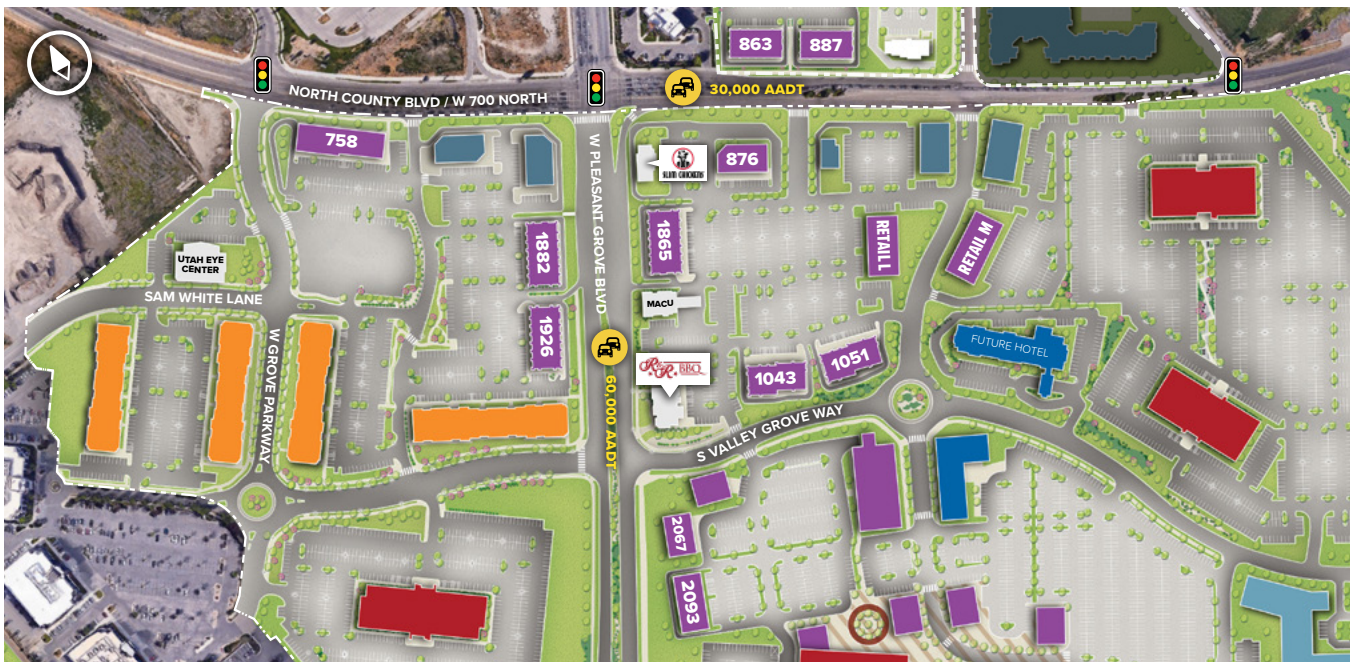 863
887
NORTH COUNTY BLVD / W 700 NORTH
30,000 AADT
758
W PLEASANT GROVE BLVD
SLIM CHICKENS
876
1882
1865
RETAIL L
RETAIL M
UTAH EYE
CENTER
SAM WHITE LANE
MACU
1926
W GROVE PARKWAY
FUTURE HOTEL
R&R BBQ
1043
1051
60,000 AADT
S VALLEY GROVE WAY
2067
2093